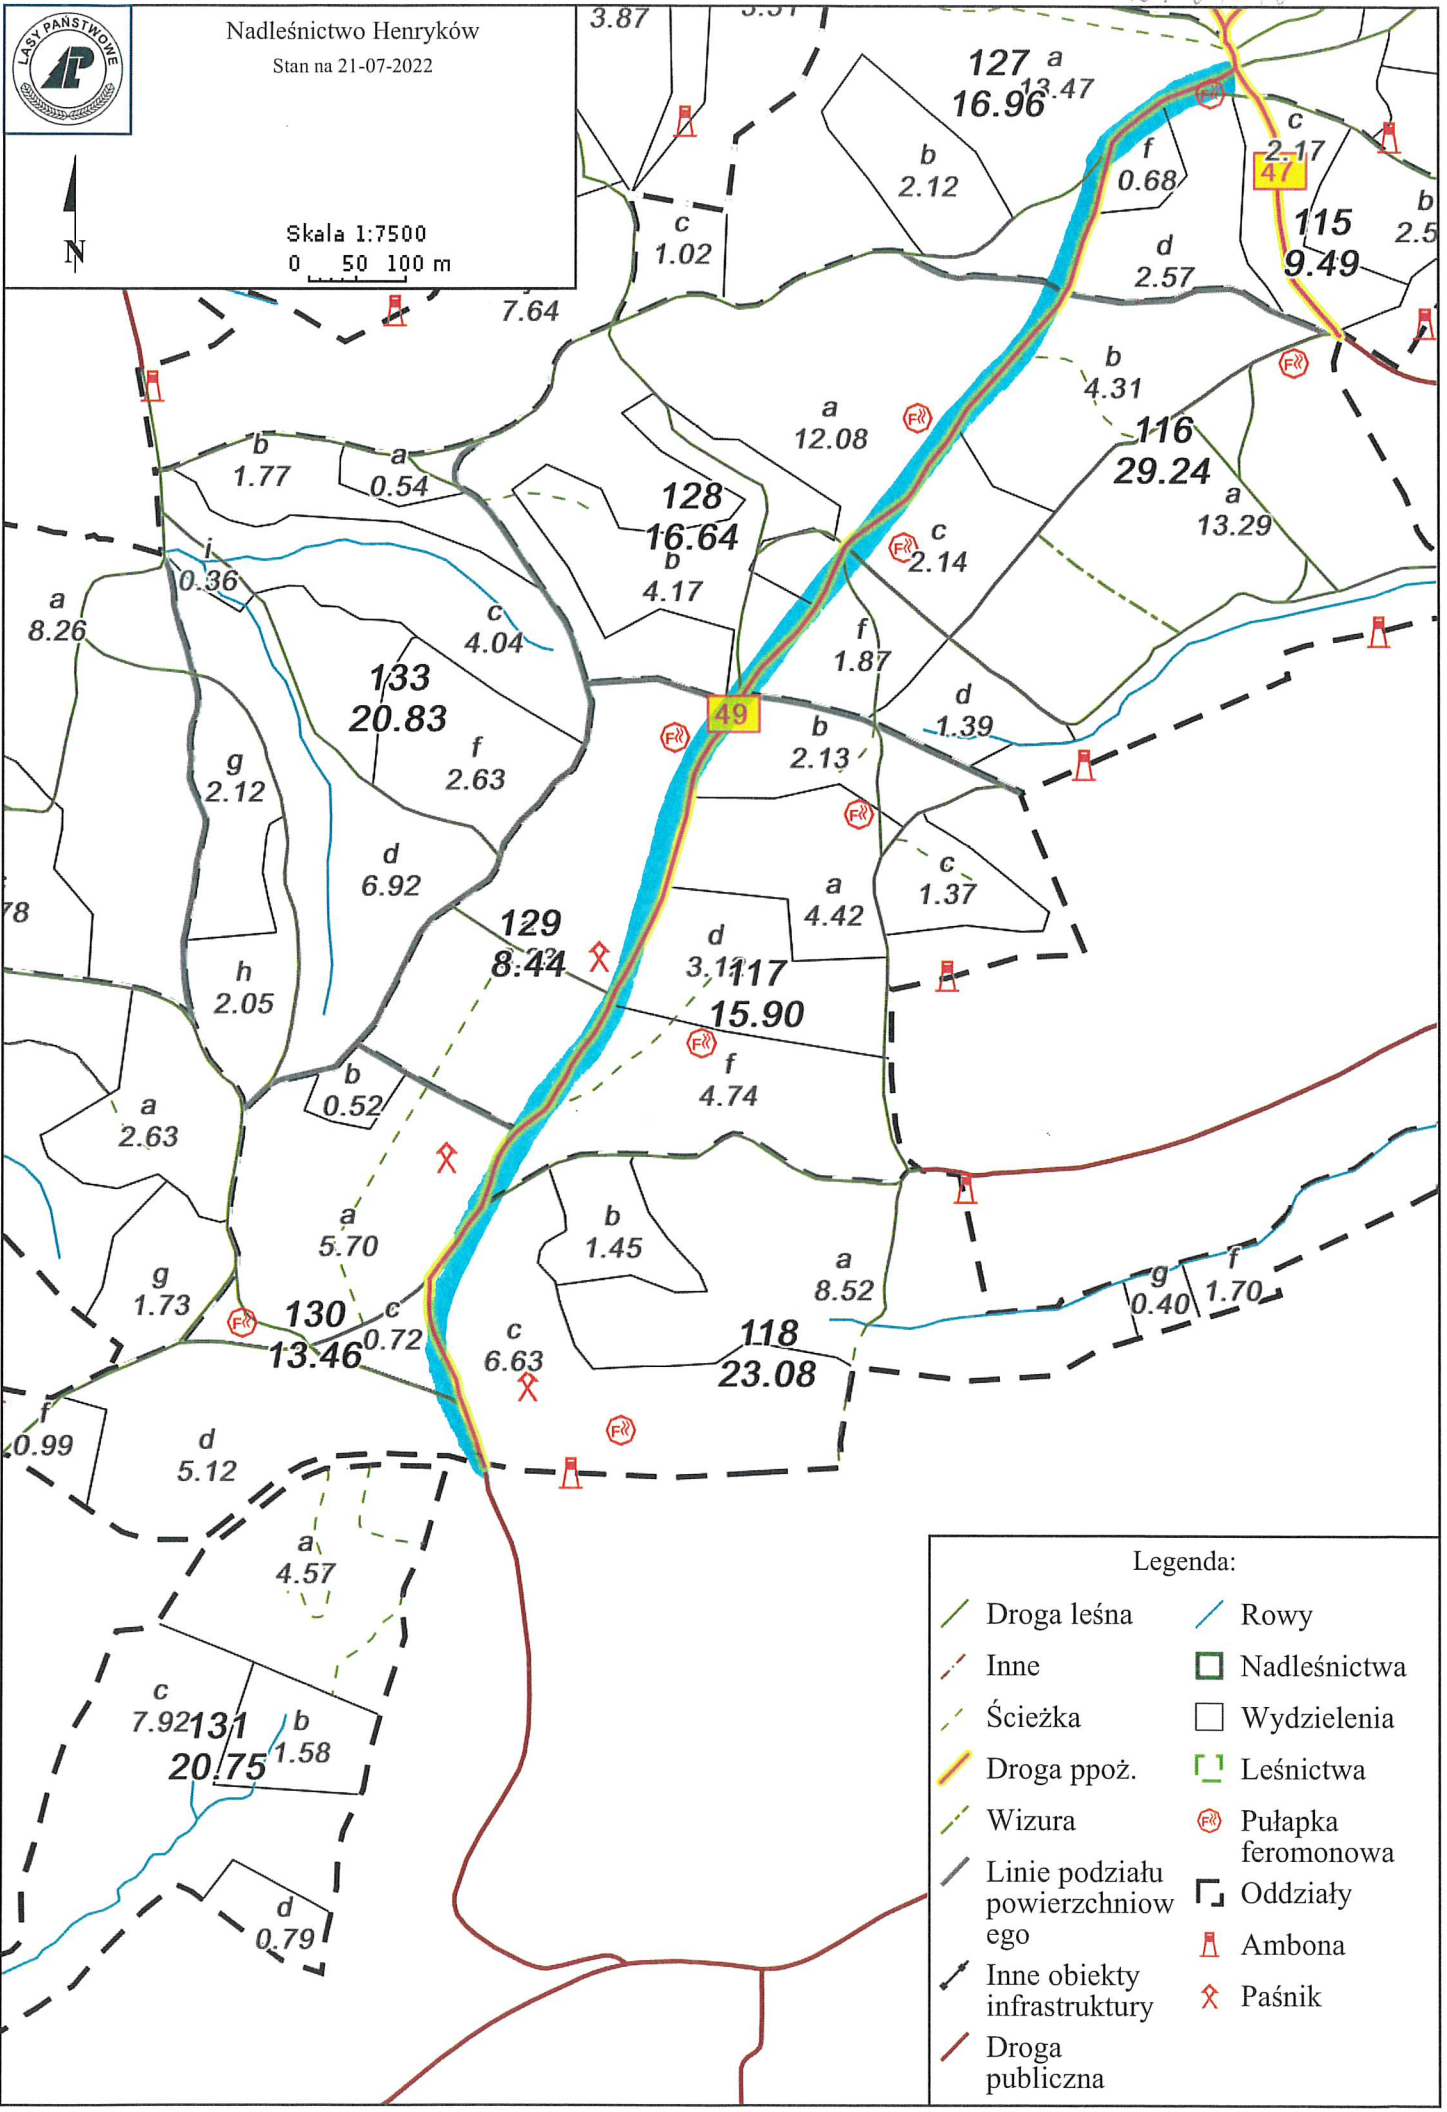 LASY PAŃSTWOWE
Nadleśnictwo Henryków
Stan na 21-07-2022
N
Skala 1:7500
0 50 100 m
3.87
127 a
16.96 13.47
b
2.12
f
0.68
c
2.17
47
115
9.49
b
c
1.02
d
2.57
7.64
b
4.31
a
12.08
116
29.24
a
13.29
b
1.77
a
0.54
128
16.64
b
4.17
c
2.14
i
0.36
a
8.26
c
4.04
f
1.87
133
20.83
d
1.39
49
b
2.13
g
2.12
f
2.63
d
6.92
c
1.37
a
4.42
129
8.44
d
117
15.90
h
2.05
f
4.74
b
0.52
a
2.63
a
5.70
b
1.45
a
8.52
g
0.40
f
1.70
g
1.73
130
13.46
c
0.72
c
6.63
118
23.08
f
0.99
d
5.12
a
4.57
c
7.92
131
20.75
b
1.58
d
0.79
Legenda:
Droga leśna
Inne
Ścieżka
Droga ppoż.
Wizura
Linie podziału
powierzchniow
ego
Inne obiekty
infrastruktury
Droga
publiczna
Rowy
Nadleśnictwa
Wydzielenia
Leśnictwa
Pułapka
feromonowa
Oddziały
Ambona
Paśnik